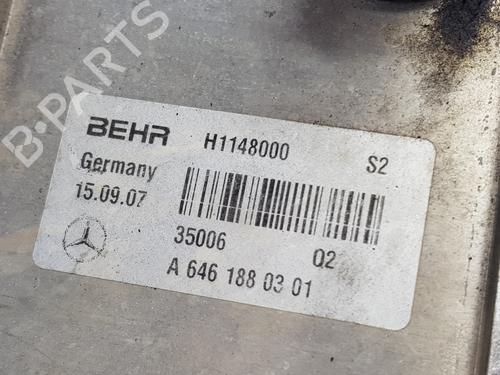 B-PARTS
BEHR H1148000 S2
Germany
15.09.07
35006 Q2
A 646 188 03 01